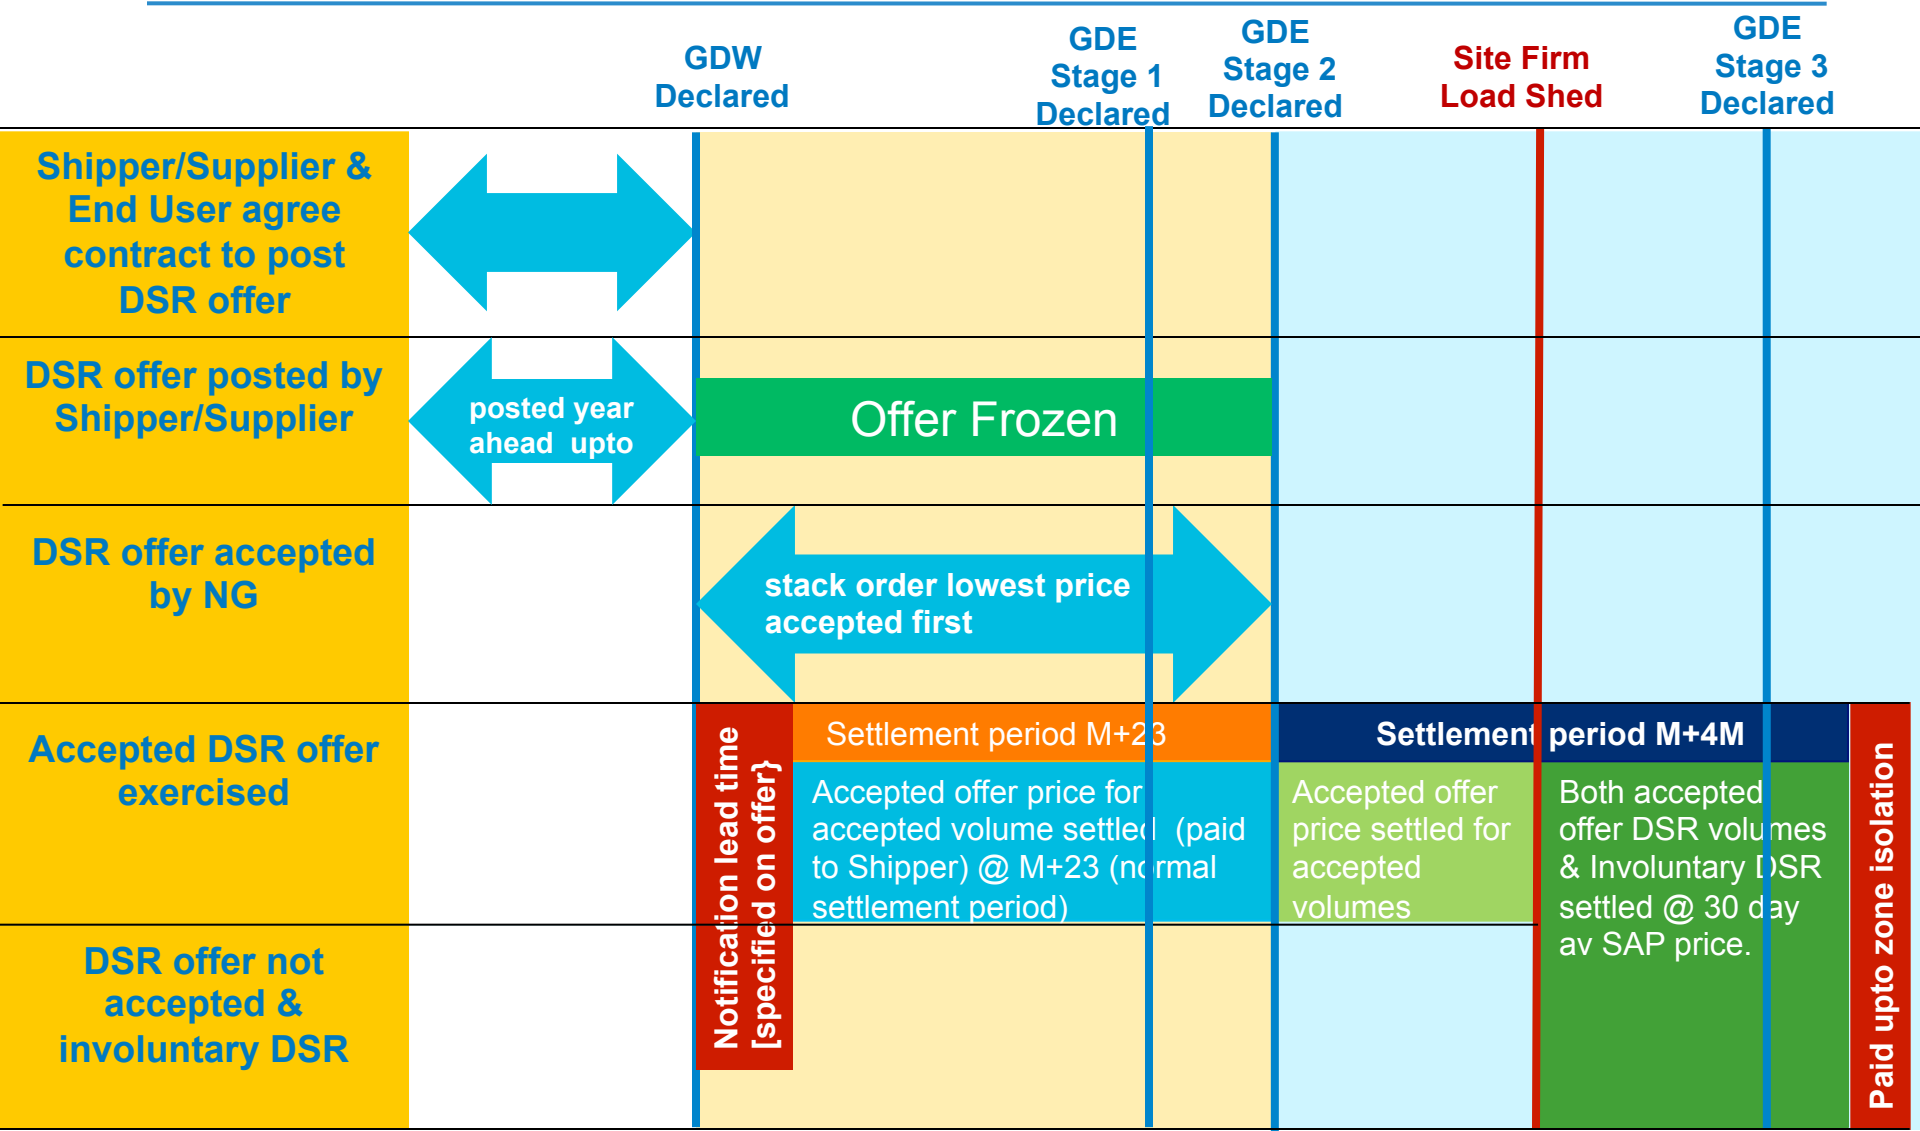 GDW
Declared
GDE
Stage 1
Declared
GDE
Stage 2
Declared
Site Firm
Load Shed
GDE
Stage 3
Declared
Shipper/Supplier &
End User agree
contract to post
DSR offer
DSR offer posted by
Shipper/Supplier
posted year
ahead upto
Offer Frozen
DSR offer accepted
by NG
stack order lowest price
accepted first
Accepted DSR offer
exercised
Notification lead time
[specified on offer}
Settlement period M+23
Accepted offer price for
accepted volume settled (paid
to Shipper) @ M+23 (normal
settlement period)
Settlement period M+4M
Accepted offer
price settled for
accepted
volumes
Both accepted
offer DSR volumes
& Involuntary DSR
settled @ 30 day
av SAP price.
Paid upto zone isolation
DSR offer not
accepted &
involuntary DSR